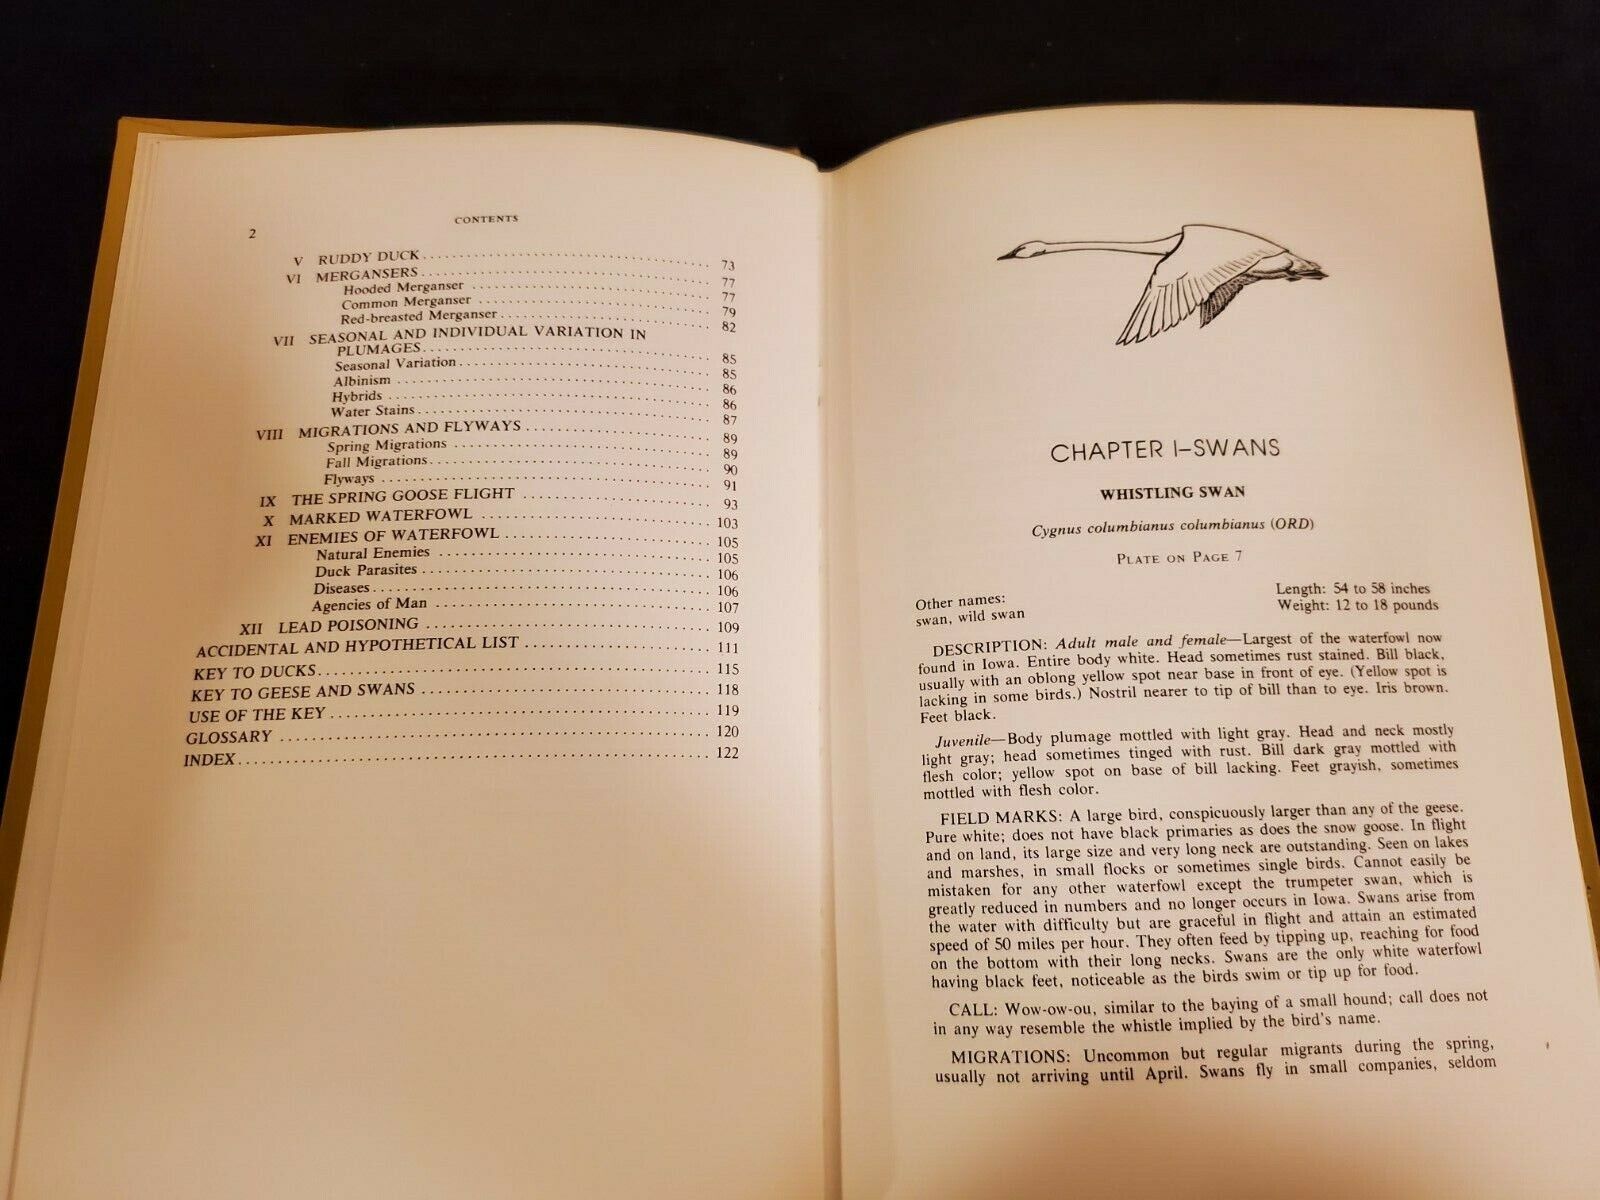 CONTENTS
2
V RUDDY DUCK........................................ 73
VI MERGANSERS........................................ 77
Hooded Merganser ........................................ 77
Common Merganser ........................................ 79
Red-breasted Merganser........................................ 82
VII SEASONAL AND INDIVIDUAL VARIATION IN
PLUMAGES........................................ 85
Seasonal Variation........................................ 85
Albinism ........................................ 86
Hybrids ........................................ 86
Water Stains........................................ 87
VIII MIGRATIONS AND FLYWAYS........................................ 89
Spring Migrations ........................................ 89
Fall Migrations........................................ 90
Flyways ........................................ 91
IX THE SPRING GOOSE FLIGHT ........................................ 93
X MARKED WATERFOWL ........................................ 103
XI ENEMIES OF WATERFOWL........................................ 105
Natural Enemies ........................................ 105
Duck Parasites ........................................ 106
Diseases........................................ 106
Agencies of Man ........................................ 107
XII LEAD POISONING ........................................ 109
ACCIDENTAL AND HYPOTHETICAL LIST ........................................ 111
KEY TO DUCKS........................................ 115
KEY TO GEESE AND SWANS ........................................ 118
USE OF THE KEY........................................ 119
GLOSSARY ........................................ 120
INDEX........................................ 122
CHAPTER I–SWANS
WHISTLING SWAN
Cygnus columbianus columbianus (ORD)
PLATE ON PAGE 7
Other names:
swan, wild swan
Length: 54 to 58 inches
Weight: 12 to 18 pounds
DESCRIPTION: Adult male and female—Largest of the waterfowl now
found in Iowa. Entire body white. Head sometimes rust stained. Bill black,
usually with an oblong yellow spot near base in front of eye. (Yellow spot is
lacking in some birds.) Nostril nearer to tip of bill than to eye. Iris brown.
Feet black.
Juvenile—Body plumage mottled with light gray. Head and neck mostly
light gray; head sometimes tinged with rust. Bill dark gray mottled with
flesh color; yellow spot on base of bill lacking. Feet grayish, sometimes
mottled with flesh color.
FIELD MARKS: A large bird, conspicuously larger than any of the geese.
Pure white; does not have black primaries as does the snow goose. In flight
and on land, its large size and very long neck are outstanding. Seen on lakes
and marshes, in small flocks or sometimes single birds. Cannot easily be
mistaken for any other waterfowl except the trumpeter swan, which is
greatly reduced in numbers and no longer occurs in Iowa. Swans arise from
the water with difficulty but are graceful in flight and attain an estimated
speed of 50 miles per hour. They often feed by tipping up, reaching for food
on the bottom with their long necks. Swans are the only white waterfowl
having black feet, noticeable as the birds swim or tip up for food.
CALL: Wow-ow-ou, similar to the baying of a small hound; call does not
in any way resemble the whistle implied by the bird's name.
MIGRATIONS: Uncommon but regular migrants during the spring,
usually not arriving until April. Swans fly in small companies, seldom